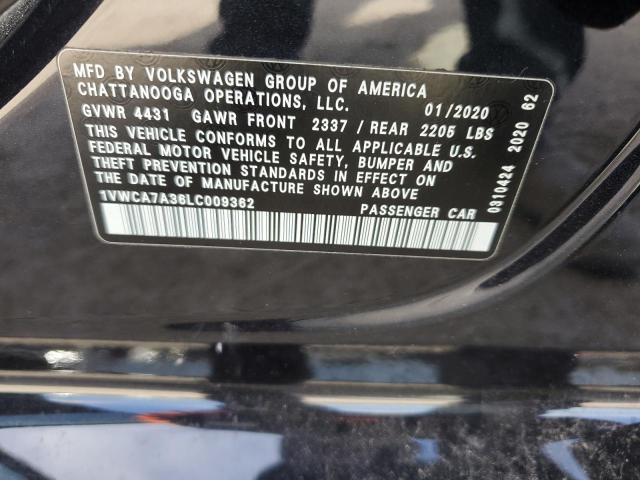 MFD BY VOLKSWAGEN GROUP OF AMERICA
CHATTANOOGA OPERATIONS, LLC. 01/2020
GVWR 4431 GAWR FRONT 2337 / REAR 2205 LBS
THIS VEHICLE CONFORMS TO ALL APPLICABLE U.S.
FEDERAL MOTOR VEHICLE SAFETY, BUMPER AND
THEFT PREVENTION STANDARDS IN EFFECT ON
THE DATE OF MANUFACTURE SHOWN ABOVE
1VWCA7A36LC009362 PASSENGER CAR
0310424 2020 62